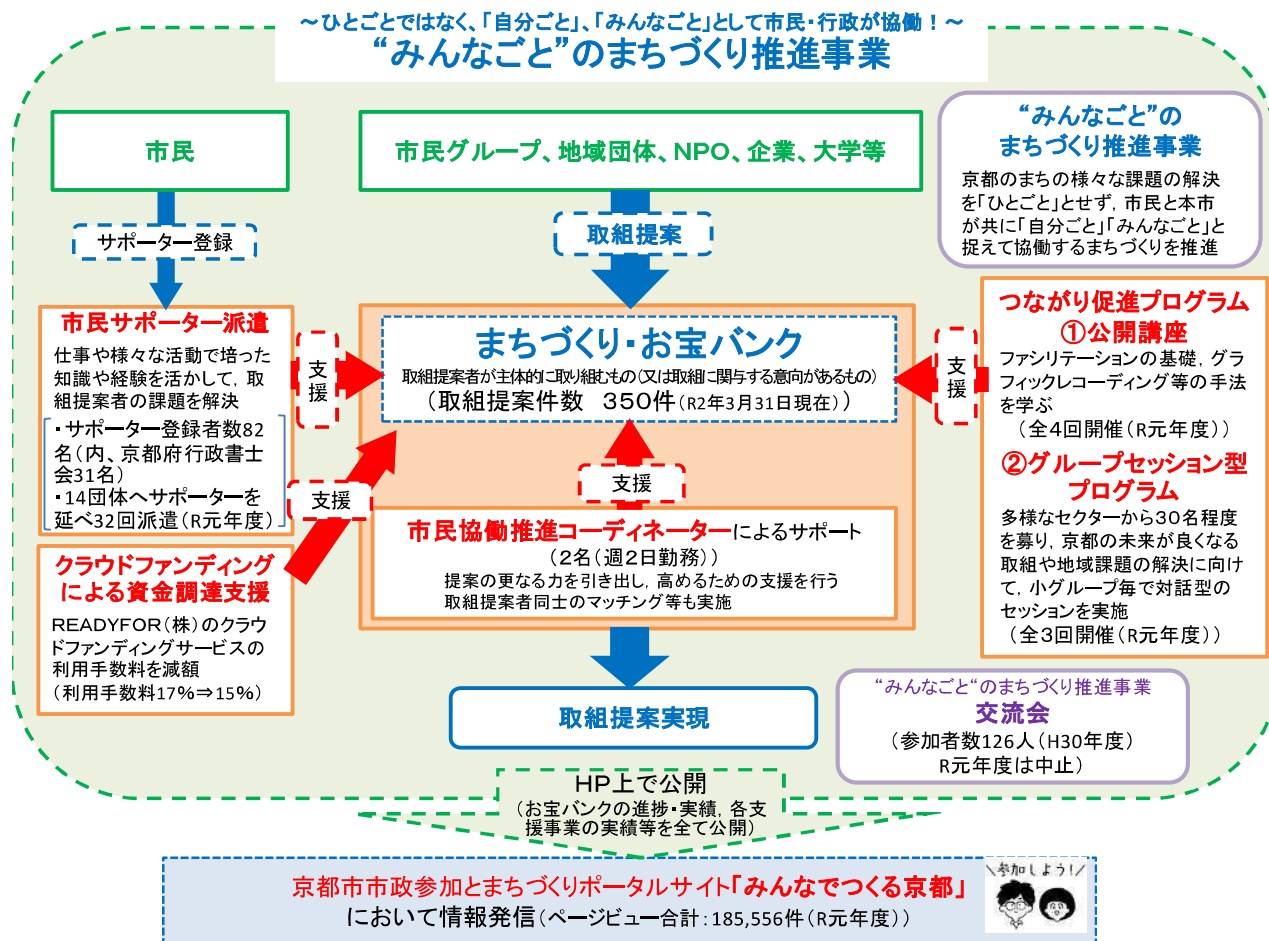 ～ひとごとではなく、「自分ごと」、「みんなごと」として市民・行政が協働！～
“みんなごと”のまちづくり推進事業
市民
市民グループ、地域団体、NPO、企業、大学等
“みんなごと”の
まちづくり推進事業
京都のまちの様々な課題の解決
を「ひとごと」とせず，市民と本市
が共に「自分ごと」「みんなごと」と
捉えて協働するまちづくりを推進
サポーター登録
取組提案
市民サポーター派遣
仕事や様々な活動で培った
知識や経験を活かして，取
組提案者の課題を解決
・サポーター登録者数82
名（内、京都府行政書士
会31名）
・14団体へサポーターを
延べ32回派遣（R元年度）
支援
まちづくり・お宝バンク
取組提案者が主体的に取り組むもの（又は取組に関与する意向があるもの）
（取組提案件数　350件（R2年3月31日現在））
支援
つながり促進プログラム
①公開講座
ファシリテーションの基礎，グラ
フィックレコーディング等の手法
を学ぶ
（全4回開催（R元年度））
②グループセッション型
プログラム
多様なセクターから30名程度
を募り，京都の未来が良くなる
取組や地域課題の解決に向け
て，小グループ毎で対話型の
セッションを実施
（全3回開催（R元年度））
支援
支援
クラウドファンディング
による資金調達支援
READYFOR（株）のクラウ
ドファンディングサービスの
利用手数料を減額
（利用手数料17%⇒15%）
市民協働推進コーディネーターによるサポート
（2名（週2日勤務））
提案の更なる力を引き出し，高めるための支援を行う
取組提案者同士のマッチング等も実施
取組提案実現
“みんなごと“のまちづくり推進事業
交流会
（参加者数126人（H30年度）
R元年度は中止）
HP上で公開
（お宝バンクの進捗・実績，各支
援事業の実績等を全て公開）
京都市市政参加とまちづくりポータルサイト「みんなでつくる京都」
において情報発信（ページビュー合計：185,556件（R元年度））
＼参加しよう！／